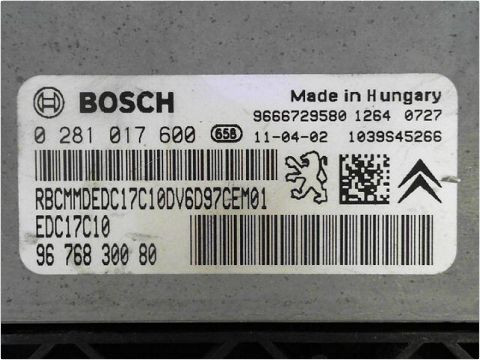 BOSCH
Made in Hungary
9666729580 1264 0727
0 281 017 600 658 11-04-02 1039S45266
RBCMMDEDC17C10DV6D97CEM01
EDC17C10
96 768 300 80